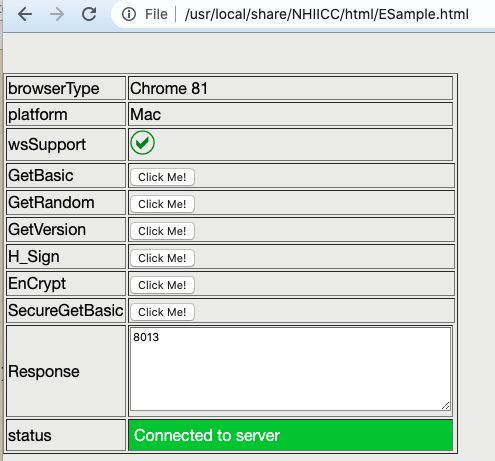 File /usr/local/share/NHIICC/html/ESample.html
browserType Chrome 81
platform Mac
wsSupport
GetBasic Click Me!
GetRandom Click Me!
GetVersion Click Me!
H_Sign Click Me!
EnCrypt Click Me!
SecureGetBasic Click Me!
Response 8013
status Connected to server